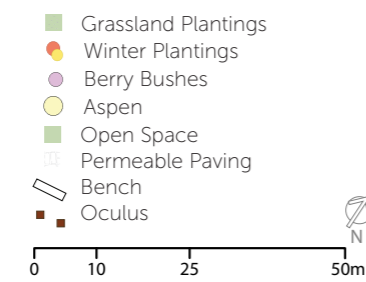 Grassland Plantings
Winter Plantings
Berry Bushes
Aspen
Open Space
Permeable Paving
Bench
Oculus
N
0 10 25 50m